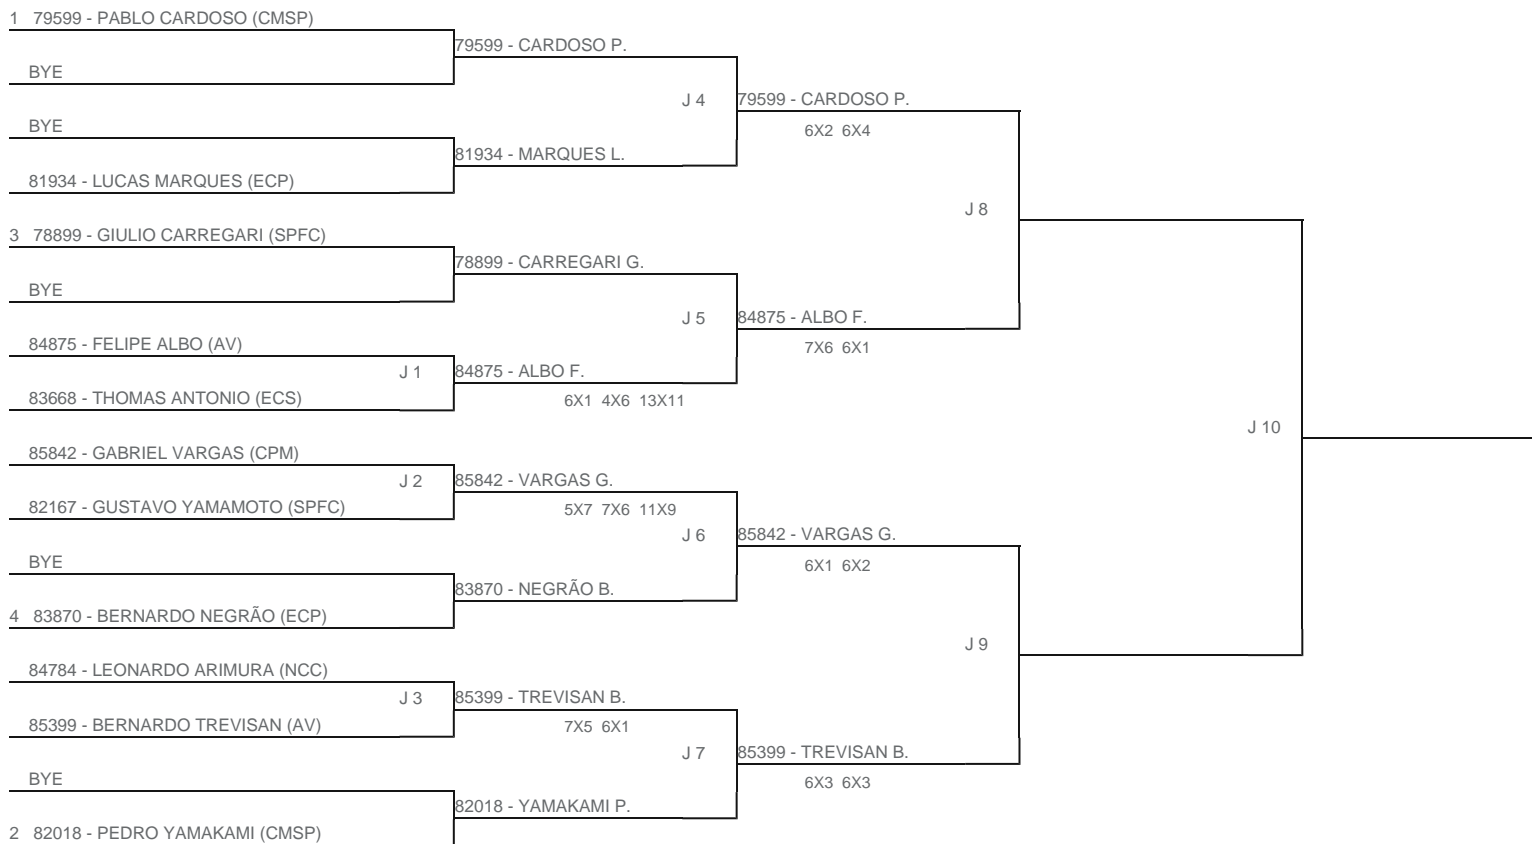 1 79599 - PABLO CARDOSO (CMSP)
79599 - CARDOSO P.
BYE
J 4
79599 - CARDOSO P.
6X2 6X4
BYE
81934 - MARQUES L.
81934 - LUCAS MARQUES (ECP)
J 8
3 78899 - GIULIO CARREGARI (SPFC)
78899 - CARREGARI G.
BYE
J 5
84875 - ALBO F.
7X6 6X1
84875 - FELIPE ALBO (AV)
J 1
84875 - ALBO F.
6X1 4X6 13X11
83668 - THOMAS ANTONIO (ECS)
J 10
85842 - GABRIEL VARGAS (CPM)
J 2
85842 - VARGAS G.
5X7 7X6 11X9
82167 - GUSTAVO YAMAMOTO (SPFC)
J 6
85842 - VARGAS G.
6X1 6X2
BYE
83870 - NEGRÃO B.
4 83870 - BERNARDO NEGRÃO (ECP)
J 9
84784 - LEONARDO ARIMURA (NCC)
J 3
85399 - TREVISAN B.
7X5 6X1
85399 - BERNARDO TREVISAN (AV)
J 7
85399 - TREVISAN B.
6X3 6X3
BYE
82018 - YAMAKAMI P.
2 82018 - PEDRO YAMAKAMI (CMSP)